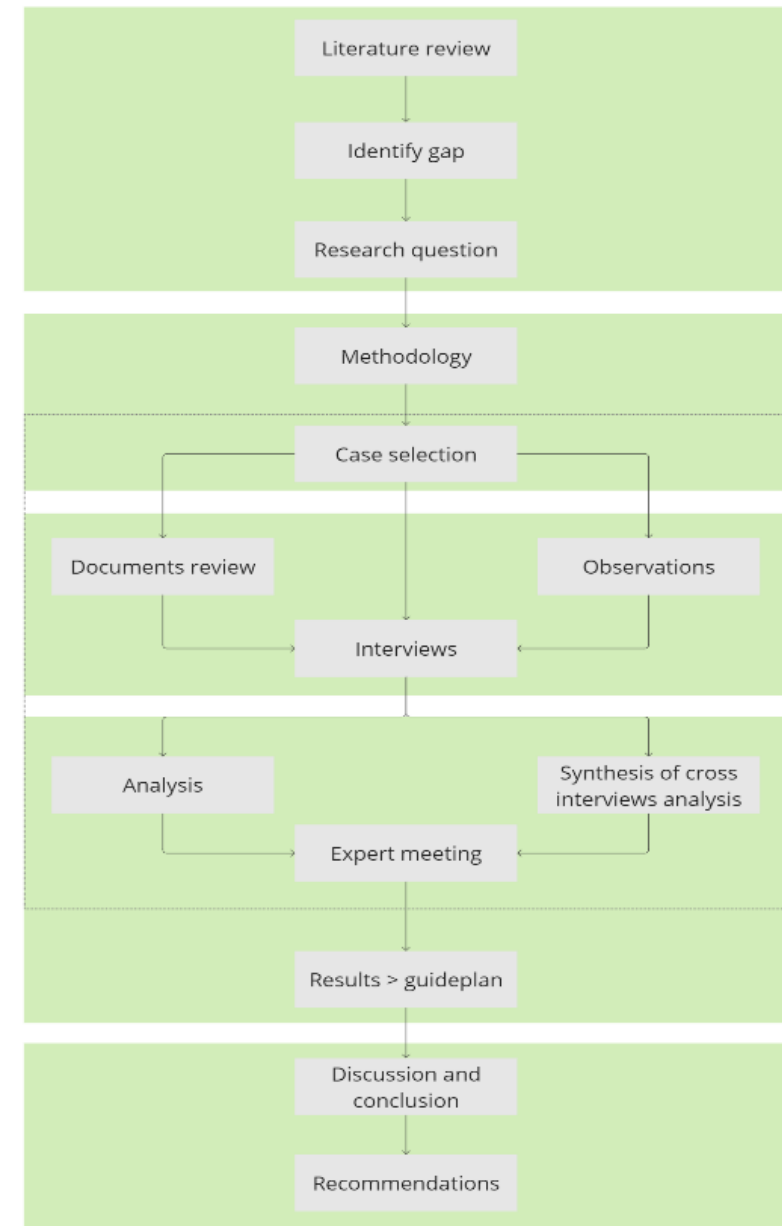 Literature review
Identify gap
Research question
Methodology
Case selection
Documents review
Observations
Interviews
Analysis
Synthesis of cross
interviews analysis
Expert meeting
Results > guideplan
Discussion and
conclusion
Recommendations